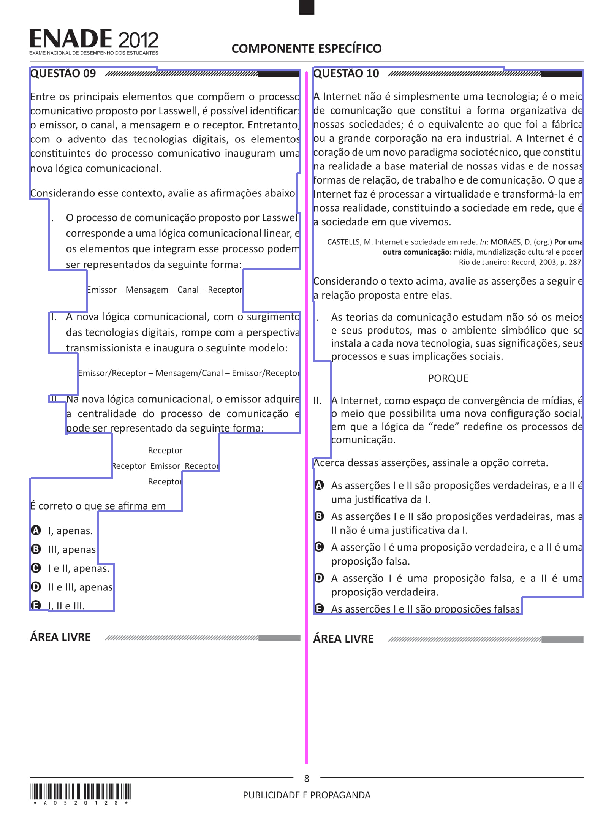 ENADE 2012
EXAME NACIONAL DE DESEMPENHO DOS ESTUDANTES
COMPONENTE ESPECÍFICO
QUESTÃO 09
Entre os principais elementos que compõem o processo
comunicativo proposto por Lasswell, é possível identificar:
o emissor, o canal, a mensagem e o receptor. Entretanto,
com o advento das tecnologias digitais, os elementos
constituintes do processo comunicativo inauguram uma
nova lógica comunicacional.
Considerando esse contexto, avalie as afirmações abaixo.
I. O processo de comunicação proposto por Lasswell
corresponde a uma lógica comunicacional linear, e
os elementos que integram esse processo podem
ser representados da seguinte forma:
Emissor Mensagem Canal Receptor
II. A nova lógica comunicacional, com o surgimento
das tecnologias digitais, rompe com a perspectiva
transmissionista e inaugura o seguinte modelo:
Emissor/Receptor – Mensagem/Canal – Emissor/Receptor
III. Na nova lógica comunicacional, o emissor adquire
a centralidade do processo de comunicação e
pode ser representado da seguinte forma:
Receptor
Receptor Emissor Receptor
Receptor
É correto o que se afirma em
A I, apenas.
B III, apenas.
C I e II, apenas.
D II e III, apenas.
E I, II e III.
ÁREA LIVRE
QUESTÃO 10
A Internet não é simplesmente uma tecnologia; é o meio
de comunicação que constitui a forma organizativa de
nossas sociedades; é o equivalente ao que foi a fábrica
ou a grande corporação na era industrial. A Internet é o
coração de um novo paradigma sociotécnico, que constitui
na realidade a base material de nossas vidas e de nossas
formas de relação, de trabalho e de comunicação. O que a
Internet faz é processar a virtualidade e transformá-la em
nossa realidade, constituindo a sociedade em rede, que é
a sociedade em que vivemos.
CASTELLS, M. Internet e sociedade em rede. In: MORAES, D. (org.) Por uma
outra comunicação: mídia, mundialização cultural e poder.
Rio de Janeiro: Record, 2003, p. 287.
Considerando o texto acima, avalie as asserções a seguir e
a relação proposta entre elas.
I. As teorias da comunicação estudam não só os meios
e seus produtos, mas o ambiente simbólico que se
instala a cada nova tecnologia, suas significações, seus
processos e suas implicações sociais.
PORQUE
II. A Internet, como espaço de convergência de mídias, é
o meio que possibilita uma nova configuração social,
em que a lógica da “rede” redefine os processos de
comunicação.
Acerca dessas asserções, assinale a opção correta.
A As asserções I e II são proposições verdadeiras, e a II é
uma justificativa da I.
B As asserções I e II são proposições verdadeiras, mas a
II não é uma justificativa da I.
C A asserção I é uma proposição verdadeira, e a II é uma
proposição falsa.
D A asserção I é uma proposição falsa, e a II é uma
proposição verdadeira.
E As asserções I e II são proposições falsas.
ÁREA LIVRE
8
PUBLICIDADE E PROPAGANDA